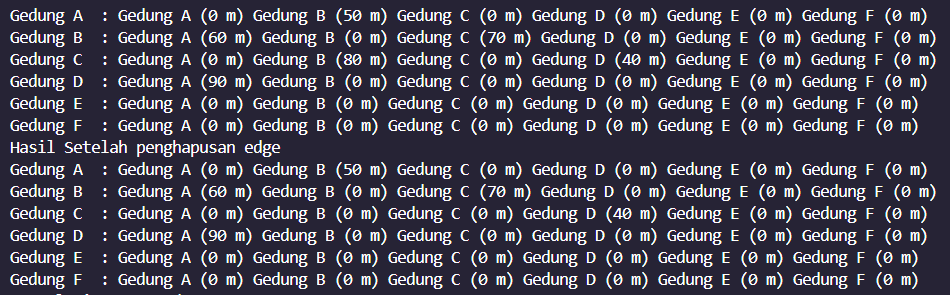 Gedung A  : Gedung A (0 m) Gedung B (50 m) Gedung C (0 m) Gedung D (0 m) Gedung E (0 m) Gedung F (0 m)
Gedung B  : Gedung A (60 m) Gedung B (0 m) Gedung C (70 m) Gedung D (0 m) Gedung E (0 m) Gedung F (0 m)
Gedung C  : Gedung A (0 m) Gedung B (80 m) Gedung C (0 m) Gedung D (40 m) Gedung E (0 m) Gedung F (0 m)
Gedung D  : Gedung A (90 m) Gedung B (0 m) Gedung C (0 m) Gedung D (0 m) Gedung E (0 m) Gedung F (0 m)
Gedung E  : Gedung A (0 m) Gedung B (0 m) Gedung C (0 m) Gedung D (0 m) Gedung E (0 m) Gedung F (0 m)
Gedung F  : Gedung A (0 m) Gedung B (0 m) Gedung C (0 m) Gedung D (0 m) Gedung E (0 m) Gedung F (0 m)
Hasil Setelah penghapusan edge
Gedung A  : Gedung A (0 m) Gedung B (50 m) Gedung C (0 m) Gedung D (0 m) Gedung E (0 m) Gedung F (0 m)
Gedung B  : Gedung A (60 m) Gedung B (0 m) Gedung C (70 m) Gedung D (0 m) Gedung E (0 m) Gedung F (0 m)
Gedung C  : Gedung A (0 m) Gedung B (0 m) Gedung C (0 m) Gedung D (40 m) Gedung E (0 m) Gedung F (0 m)
Gedung D  : Gedung A (90 m) Gedung B (0 m) Gedung C (0 m) Gedung D (0 m) Gedung E (0 m) Gedung F (0 m)
Gedung E  : Gedung A (0 m) Gedung B (0 m) Gedung C (0 m) Gedung D (0 m) Gedung E (0 m) Gedung F (0 m)
Gedung F  : Gedung A (0 m) Gedung B (0 m) Gedung C (0 m) Gedung D (0 m) Gedung E (0 m) Gedung F (0 m)